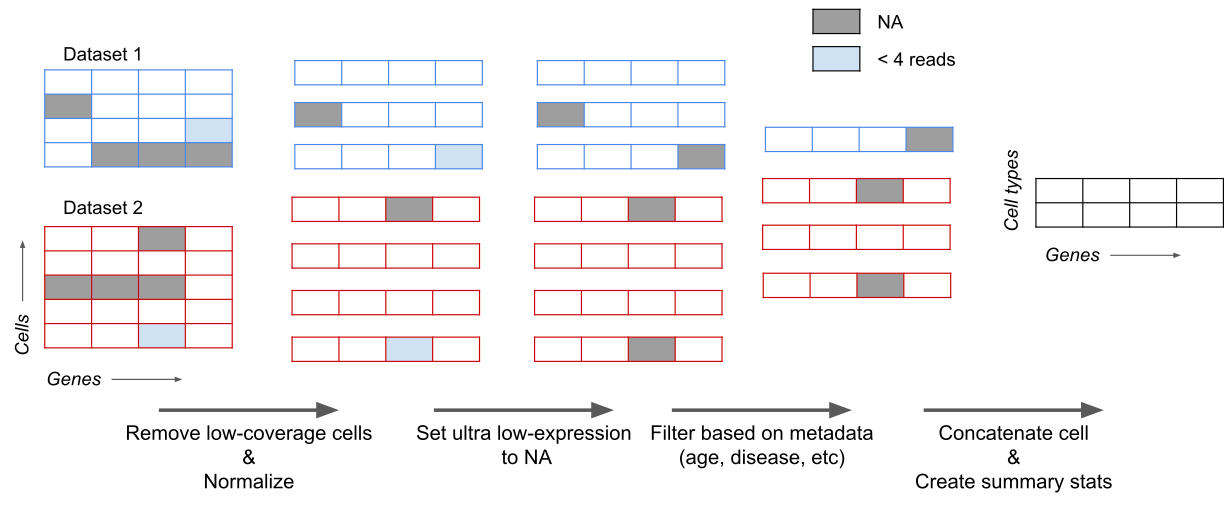 NA
< 4 reads
Dataset 1
Dataset 2
Cells
Genes
Cell types
Genes
Remove low-coverage cells
&
Normalize
Set ultra low-expression
to NA
Filter based on metadata
(age, disease, etc)
Concatenate cell
&
Create summary stats